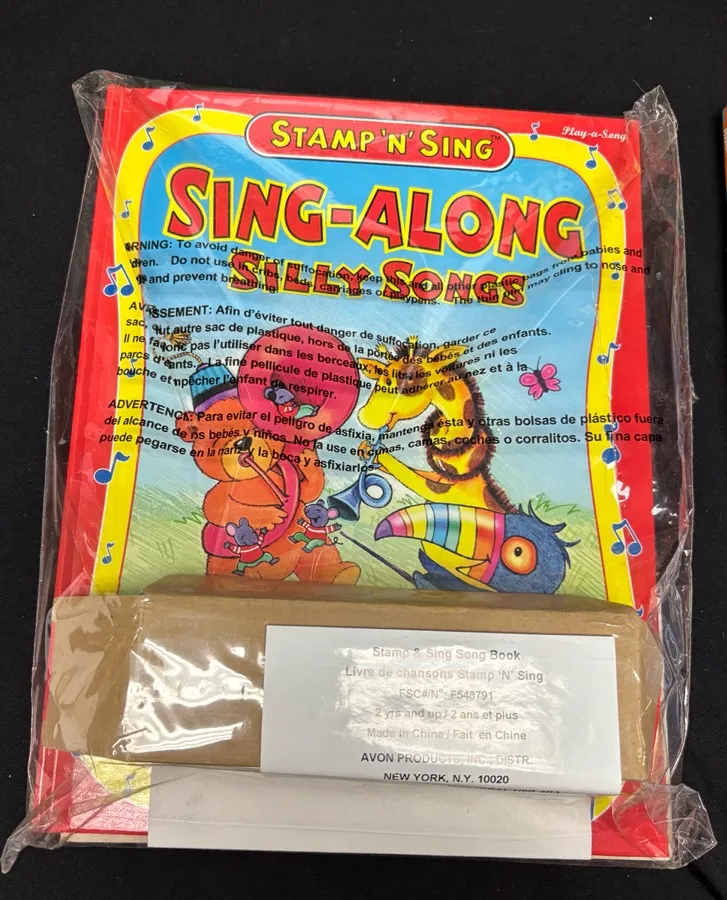 STAMP 'N' SING™
Play-a-Song
SING-ALONG
SILLY SONGS
RNING: To avoid danger of suffocation, keep this and all other plastic bags from babies and
dren. Do not use in cribs, beds, carriages or playpens. The thin may cling to nose and
and prevent breathing.
AV SSEMENT: Afin d'éviter tout danger de suffocation, garder ce
sac, tout autre sac de plastique, hors de la portée des bébés et des enfants.
Il ne pas l'utiliser dans les berceaux, les lits, les voitures ni les
parcs d' ants. La fine pellicule de plastique peut adhérer au nez et à la
bouche et mpêcher l'enfant de respirer.
ADVERTENCIA: Para evitar el peligro de asfixia, mantenga ésta y otras bolsas de plástico fuera
del alcance de los bebés y niños. No la use en cunas, camas, coches o corralitos. Su fina capa
puede pegarse en la nariz y la boca y asfixiarlos.
Stamp & Sing Song Book
Livre de chansons Stamp 'N' Sing
FSC#/N°: F548791
2 yrs and up / 2 ans et plus
Made in China / Fait en Chine
AVON PRODUCTS, INC., DISTR.
NEW YORK, N.Y. 10020